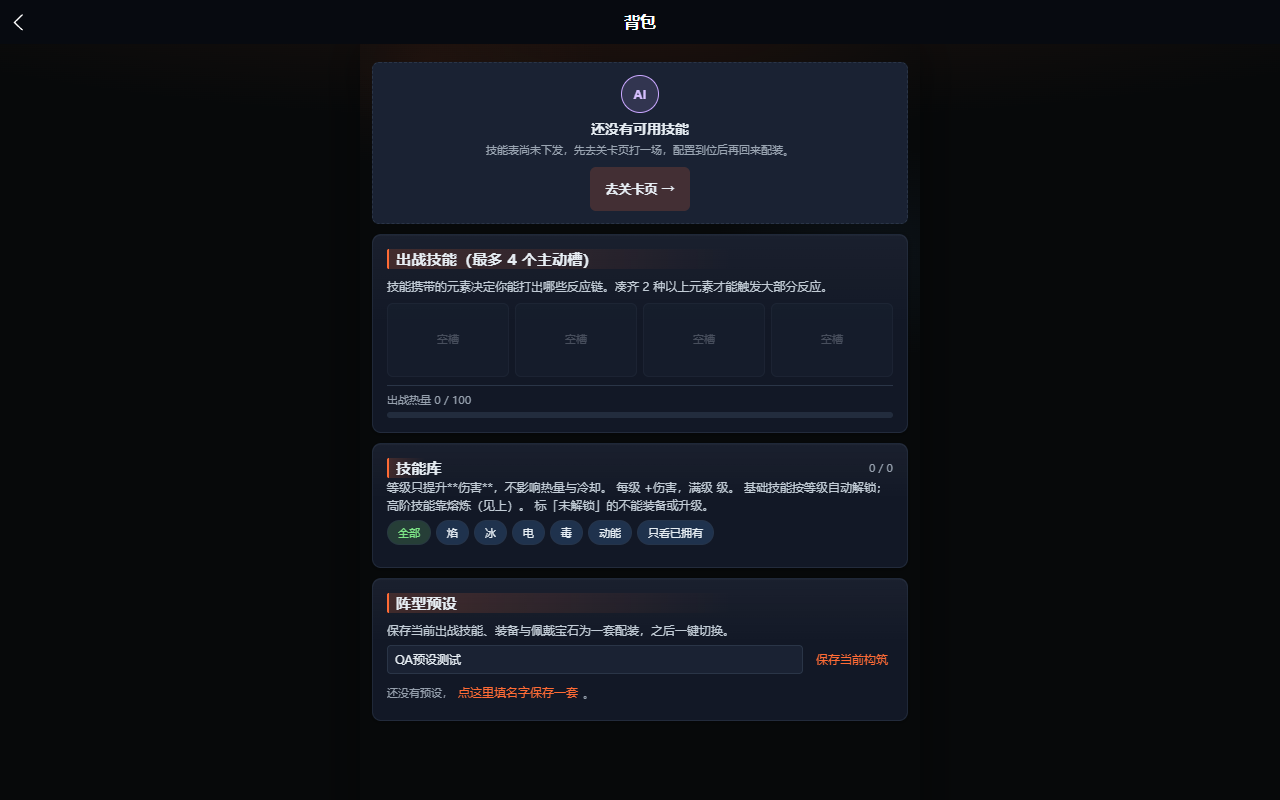 背包
AI
还没有可用技能
技能表尚未下发，先去关卡页打一场，配置到位后再回来配装。
去关卡页 →
出战技能（最多 4 个主动槽）
技能携带的元素决定你能打出哪些反应链。凑齐 2 种以上元素才能触发大部分反应。
空槽 空槽 空槽 空槽
出战热量 0 / 100
技能库 0 / 0
等级只提升**伤害**，不影响热量与冷却。 每级 +伤害，满级 级。 基础技能按等级自动解锁；
高阶技能靠熔炼（见上）。 标「未解锁」的不能装备或升级。
全部 焰 冰 电 毒 动能 只看已拥有
阵型预设
保存当前出战技能、装备与佩戴宝石为一套配装，之后一键切换。
QA预设测试 保存当前构筑
还没有预设， 点这里填名字保存一套 。